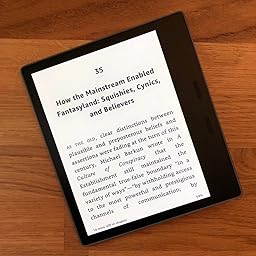 35
How the Mainstream Enabled
Fantasyland: Squishies, Cynics,
and Believers
AS THE OLD, clear distinctions between
plausible and preposterous beliefs and
assertions were fading at the turn of this
century, Michael Barkun wrote in A
Culture of Conspiracy that the
Establishment still maintained the
fundamental true-false boundary "in a
variety of ways"—"by withholding access
to the most powerful and prestigious
channels of communication; by